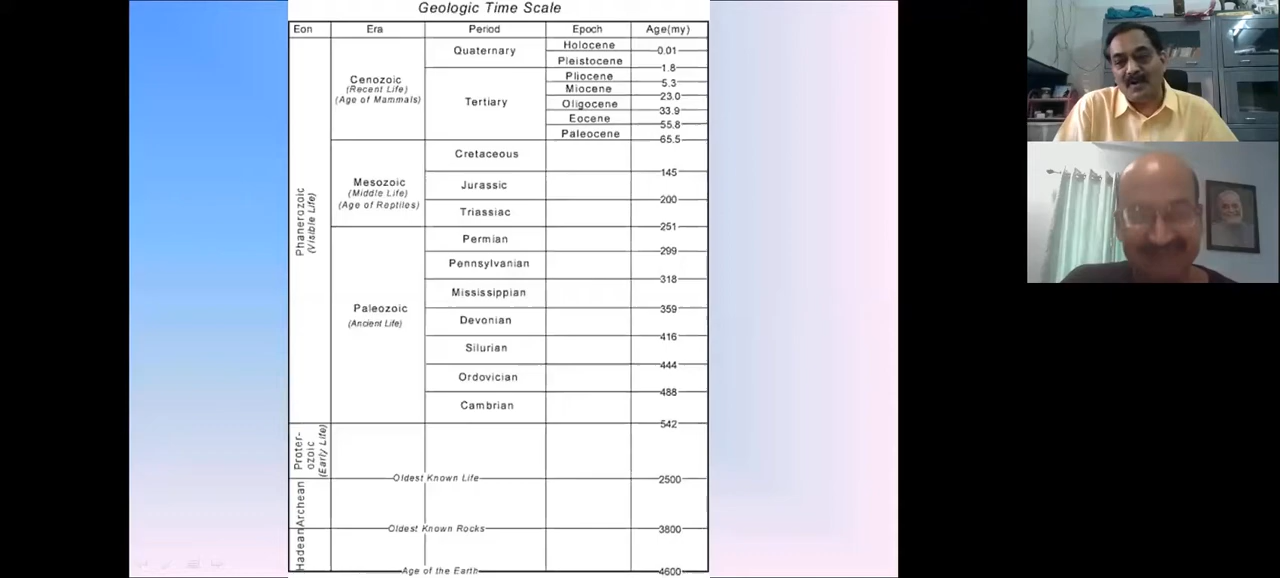 Geologic Time Scale
Eon Era Period Epoch Age(my)
Quaternary
Holocene
0.01
Pleistocene
1.8
Cenozoic
(Recent Life)
(Age of Mammals)
Tertiary
Pliocene
5.3
Miocene
23.0
Oligocene
33.9
Eocene
55.8
Paleocene
65.5
Phanerazoic
(Visible Life)
Mesozoic
(Middle Life)
(Age of Reptiles)
Cretaceous
145
Jurassic
200
Triassiac
251
Paleozoic
(Ancient Life)
Permian
299
Pennsylvanian
318
Mississippian
359
Devonian
416
Silurian
444
Ordovician
488
Cambrian
542
Proter-
ozoic
(Early Life)
Oldest Known Life 2500
Archean
Oldest Known Rocks 3800
Hadean
Age of the Earth 4600